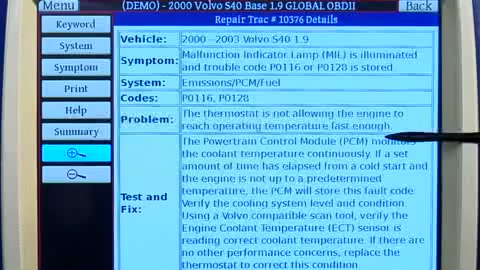 Menu (DEMO) - 2000 Volvo S40 Base 1.9 GLOBAL OBDII Back
Repair Trac # 10376 Details
Keyword
System
Symptom
Print
Help
Summary
Vehicle: 2000-2003 Volvo S40 1.9
Symptom: Malfunction Indicator Lamp (MIL) is illuminated
and trouble code P0116 or P0128 is stored.
System: Emissions/PCM/Fuel
Codes: P0116, P0128
Problem: The thermostat is not allowing the engine to
reach operating temperature fast enough.
Test and
Fix:
The Powertrain Control Module (PCM) monitors
the coolant temperature continuously. If a set
amount of time has elapsed from a cold start and
the engine is not up to a predetermined
temperature, the PCM will store this fault code.
Verify the cooling system level and condition.
Using a Volvo compatible scan tool, verify the
Engine Coolant Temperature (ECT) sensor is
reading correct coolant temperature. If there are
no other performance concerns, replace the
thermostat to correct this condition.